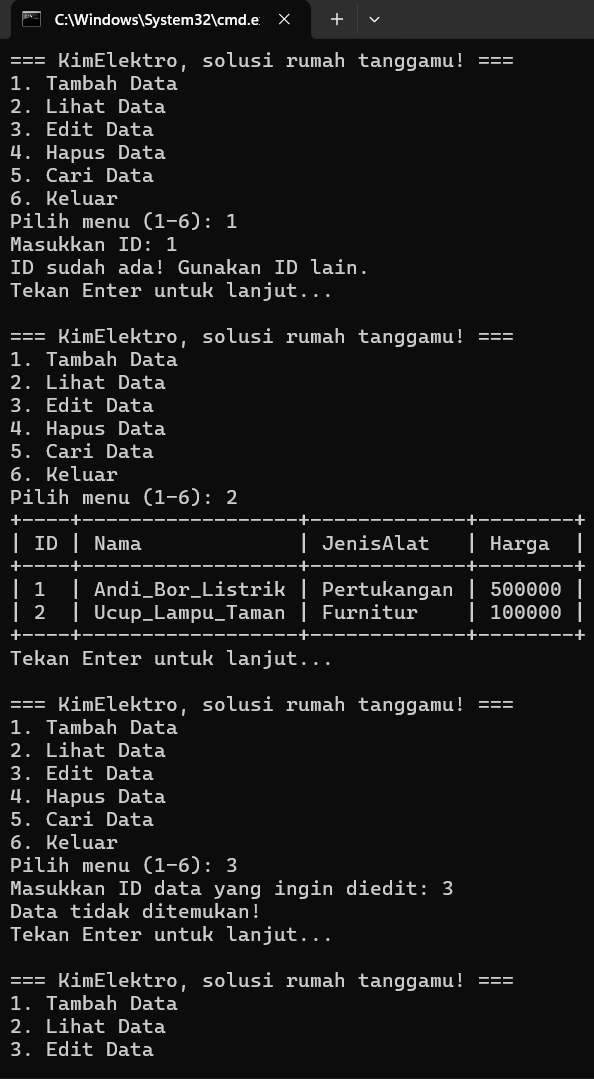 C:\Windows\System32\cmd.e
=== KimElektro, solusi rumah tanggamu! ===
1. Tambah Data
2. Lihat Data
3. Edit Data
4. Hapus Data
5. Cari Data
6. Keluar
Pilih menu (1-6): 1
Masukkan ID: 1
ID sudah ada! Gunakan ID lain.
Tekan Enter untuk lanjut...
=== KimElektro, solusi rumah tanggamu! ===
1. Tambah Data
2. Lihat Data
3. Edit Data
4. Hapus Data
5. Cari Data
6. Keluar
Pilih menu (1-6): 2
+----+------------------+-------------+--------+
| ID | Nama             | JenisAlat   | Harga  |
+----+------------------+-------------+--------+
| 1  | Andi_Bor_Listrik | Pertukangan | 500000 |
| 2  | Ucup_Lampu_Taman | Furnitur    | 100000 |
+----+------------------+-------------+--------+
Tekan Enter untuk lanjut...
=== KimElektro, solusi rumah tanggamu! ===
1. Tambah Data
2. Lihat Data
3. Edit Data
4. Hapus Data
5. Cari Data
6. Keluar
Pilih menu (1-6): 3
Masukkan ID data yang ingin diedit: 3
Data tidak ditemukan!
Tekan Enter untuk lanjut...
=== KimElektro, solusi rumah tanggamu! ===
1. Tambah Data
2. Lihat Data
3. Edit Data